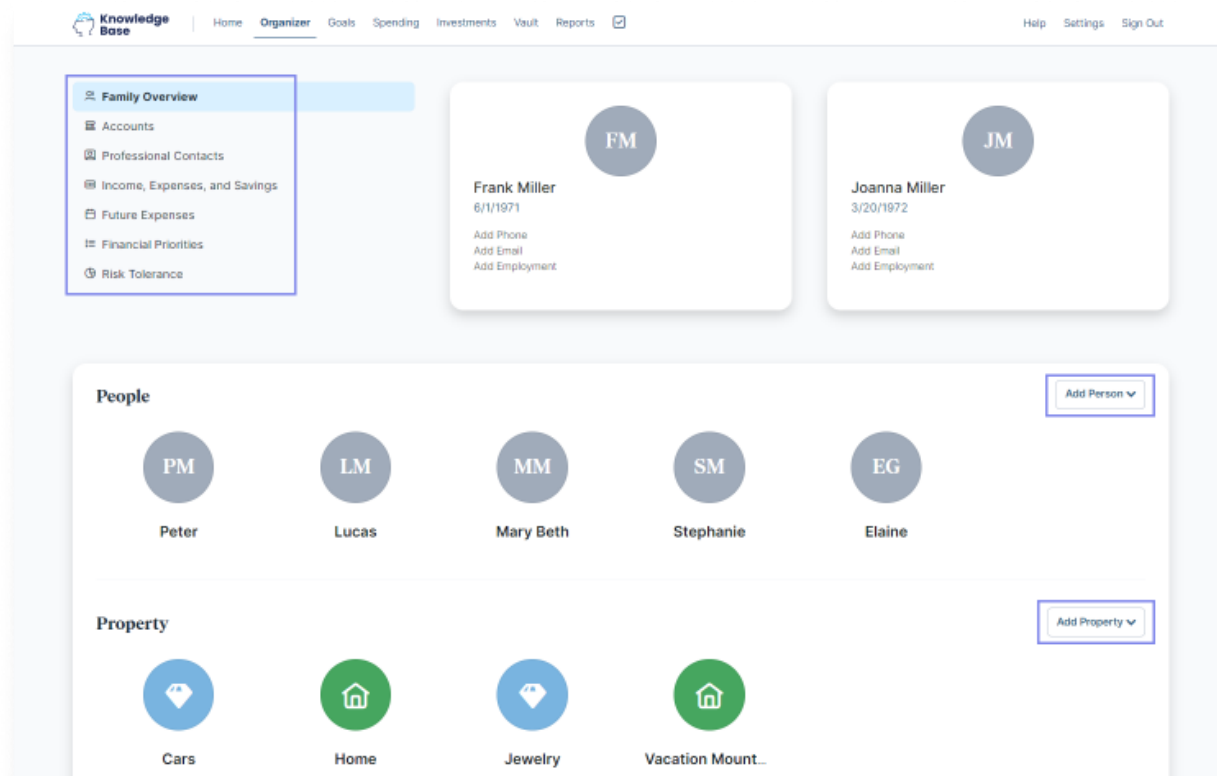 Knowledge
Base
Home Organizer Goals Spending Investments Vault Reports
Help Settings Sign Out
Family Overview
Accounts
Professional Contacts
Income, Expenses, and Savings
Future Expenses
Financial Priorities
Risk Tolerance
FM
Frank Miller
6/1/1971
Add Phone
Add Email
Add Employment
JM
Joanna Miller
3/20/1972
Add Phone
Add Email
Add Employment
People
Add Person
PM LM MM SM EG
Peter Lucas Mary Beth Stephanie Elaine
Property
Add Property
Cars Home Jewelry Vacation Mount...